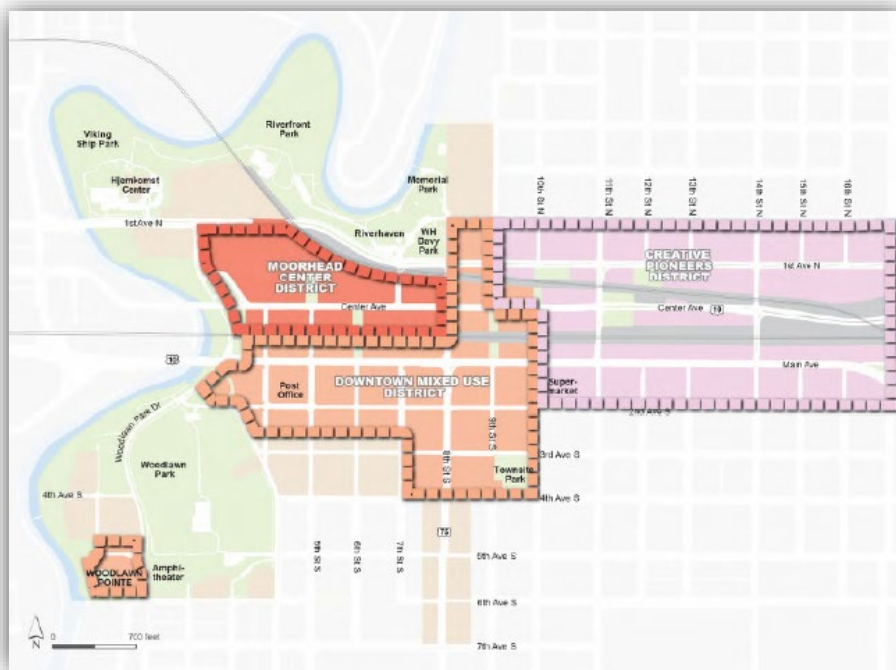 Viking
Ship Park
Riverfront
Park
Hjemkomst
Center
Memorial
Park
10th St N
11th St N
12th St N
13th St N
14th St N
15th St N
16th St N
1st Ave N
Riverhaven
WH
Davy
Park
MOORHEAD
CENTER
DISTRICT
CREATIVE
PIONEERS
DISTRICT
1st Ave N
Center Ave
Center Ave
10
10
Main Ave
Post
Office
DOWNTOWN MIXED USE
DISTRICT
Super-
market
2nd Ave S
Woodlawn Park Dr
9th St S
8th St S
Woodlawn
Park
3rd Ave S
Townsite
Park
4th Ave S
4th Ave S
75
5th St S
6th St S
7th St S
5th Ave S
WOODLAWN
POINTE
Amphi-
theater
6th Ave S
N
0
700 feet
7th Ave S